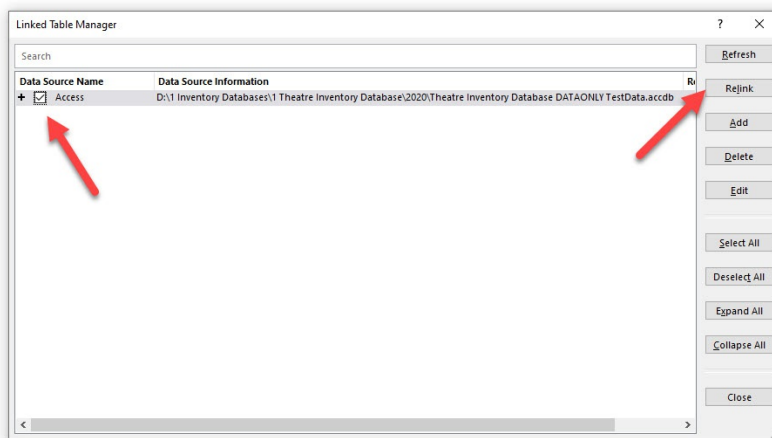 Linked Table Manager ? X
Search
Refresh
Data Source Name Data Source Information Re
+ Access D:\1 Inventory Databases\1 Theatre Inventory Database\2020\Theatre Inventory Database DATAONLY TestData.accdb
Relink
Add
Delete
Edit
Select All
Deselect All
Expand All
Collapse All
Close